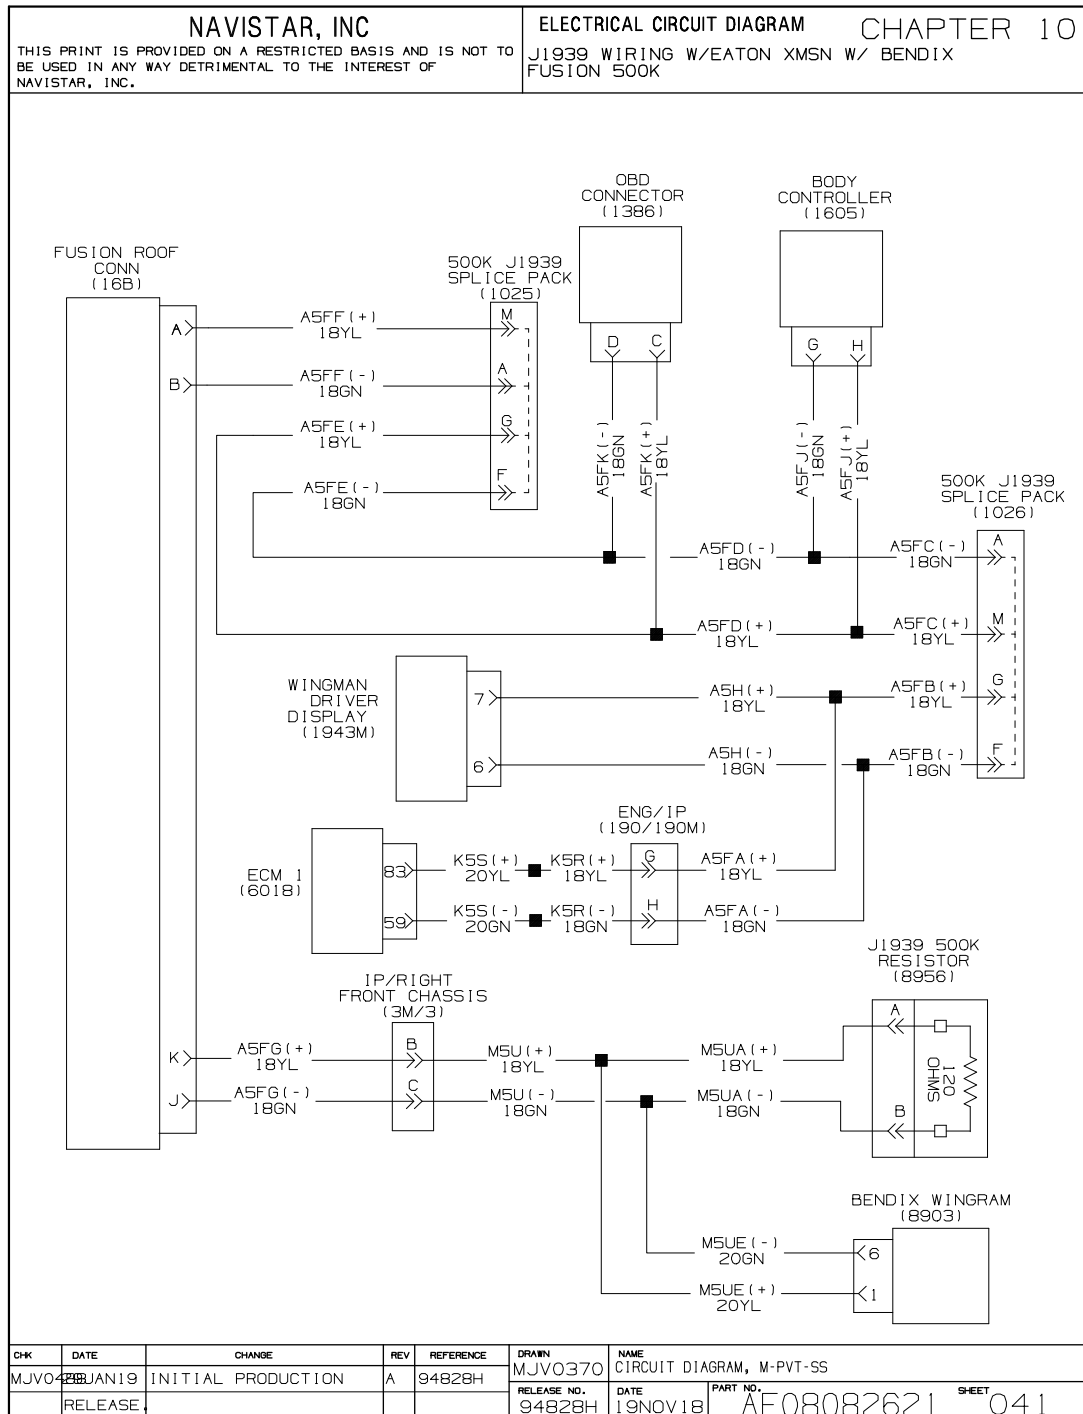 NAVISTAR, INC
THIS PRINT IS PROVIDED ON A RESTRICTED BASIS AND IS NOT TO
BE USED IN ANY WAY DETRIMENTAL TO THE INTEREST OF
NAVISTAR, INC.
ELECTRICAL CIRCUIT DIAGRAM
CHAPTER 10
J1939 WIRING W/EATON XMSN W/ BENDIX
FUSION 500K
OBD
CONNECTOR
(1386)
BODY
CONTROLLER
(1605)
FUSION ROOF
CONN
(16B)
500K J1939
SPLICE PACK
(1025)
A
A5FF(+)
18YL
M
B
A5FF(-)
18GN
A
A5FE(+)
18YL
G
A5FE(-)
18GN
F
D
C
G
H
A5FK(-)
18GN
A5FK(+)
18YL
A5FJ(-)
18GN
A5FJ(+)
18YL
500K J1939
SPLICE PACK
(1026)
A5FD(-)
18GN
A5FC(-)
18GN
A
A5FD(+)
18YL
A5FC(+)
18YL
M
WINGMAN
DRIVER
DISPLAY
(1943M)
7
A5H(+)
18YL
A5FB(+)
18YL
G
6
A5H(-)
18GN
A5FB(-)
18GN
F
ENG/IP
(190/190M)
ECM 1
(6018)
83
K5S(+)
20YL
K5R(+)
18YL
G
A5FA(+)
18YL
59
K5S(-)
20GN
K5R(-)
18GN
H
A5FA(-)
18GN
J1939 500K
RESISTOR
(8956)
IP/RIGHT
FRONT CHASSIS
(3M/3)
K
A5FG(+)
18YL
B
M5U(+)
18YL
M5UA(+)
18YL
A
120
OHMS
J
A5FG(-)
18GN
C
M5U(-)
18GN
M5UA(-)
18GN
B
BENDIX WINGRAM
(8903)
M5UE(-)
20GN
6
M5UE(+)
20YL
1
CHK DATE CHANGE REV REFERENCE
INITIAL PRODUCTION A 94828H
RELEASE.
DRAWN
MJV0370
NAME
CIRCUIT DIAGRAM, M-PVT-SS
RELEASE NO.
94828H
DATE
19NOV18
PART NO.
AF08082621
SHEET
041